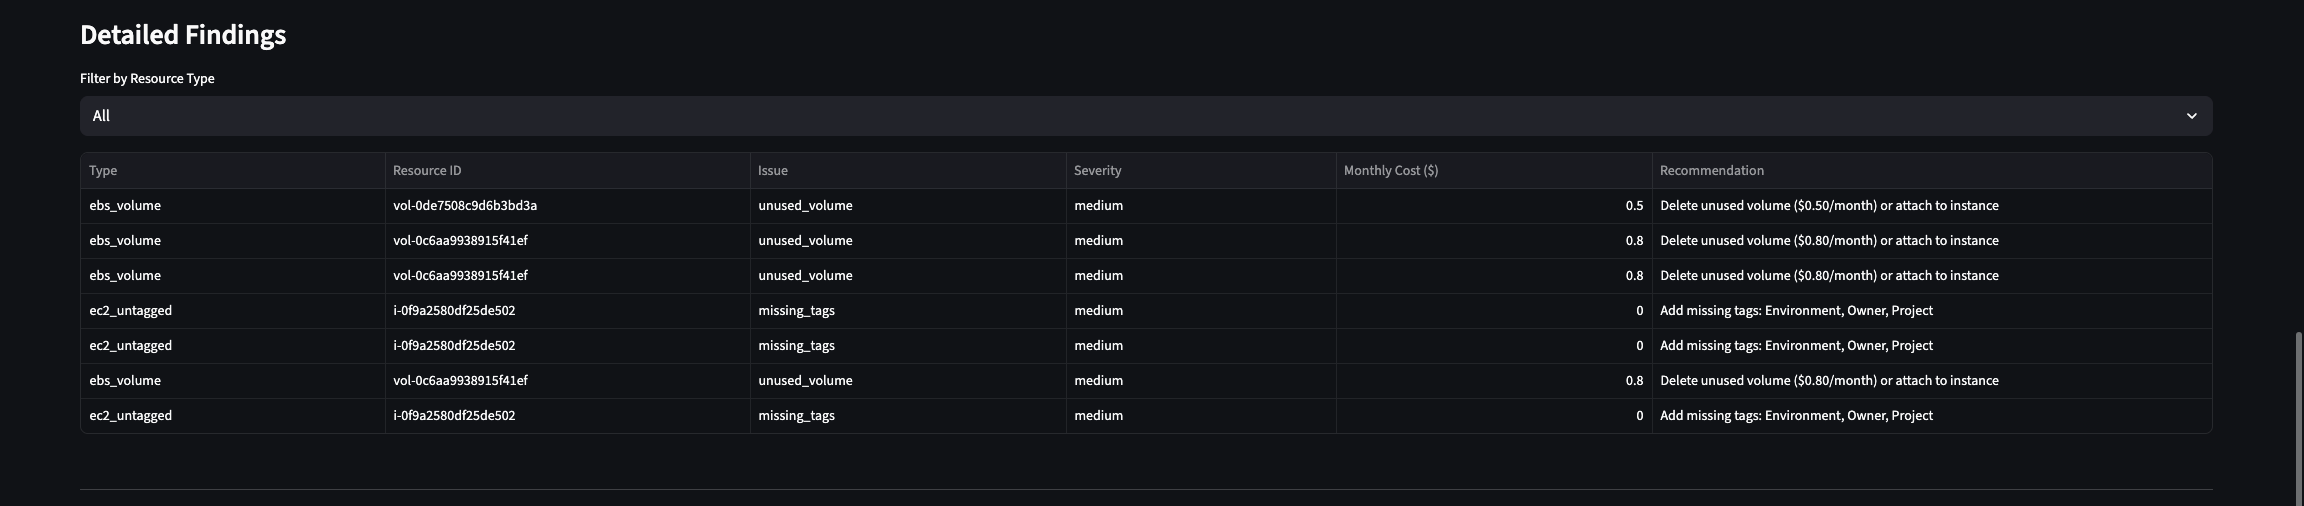 Detailed Findings
Filter by Resource Type
All
Type Resource ID Issue Severity Monthly Cost ($) Recommendation
ebs_volume vol-0de7508c9d6b3bd3a unused_volume medium 0.5 Delete unused volume ($0.50/month) or attach to instance
ebs_volume vol-0c6aa9938915f41ef unused_volume medium 0.8 Delete unused volume ($0.80/month) or attach to instance
ebs_volume vol-0c6aa9938915f41ef unused_volume medium 0.8 Delete unused volume ($0.80/month) or attach to instance
ec2_untagged i-0f9a2580df25de502 missing_tags medium 0 Add missing tags: Environment, Owner, Project
ec2_untagged i-0f9a2580df25de502 missing_tags medium 0 Add missing tags: Environment, Owner, Project
ebs_volume vol-0c6aa9938915f41ef unused_volume medium 0.8 Delete unused volume ($0.80/month) or attach to instance
ec2_untagged i-0f9a2580df25de502 missing_tags medium 0 Add missing tags: Environment, Owner, Project